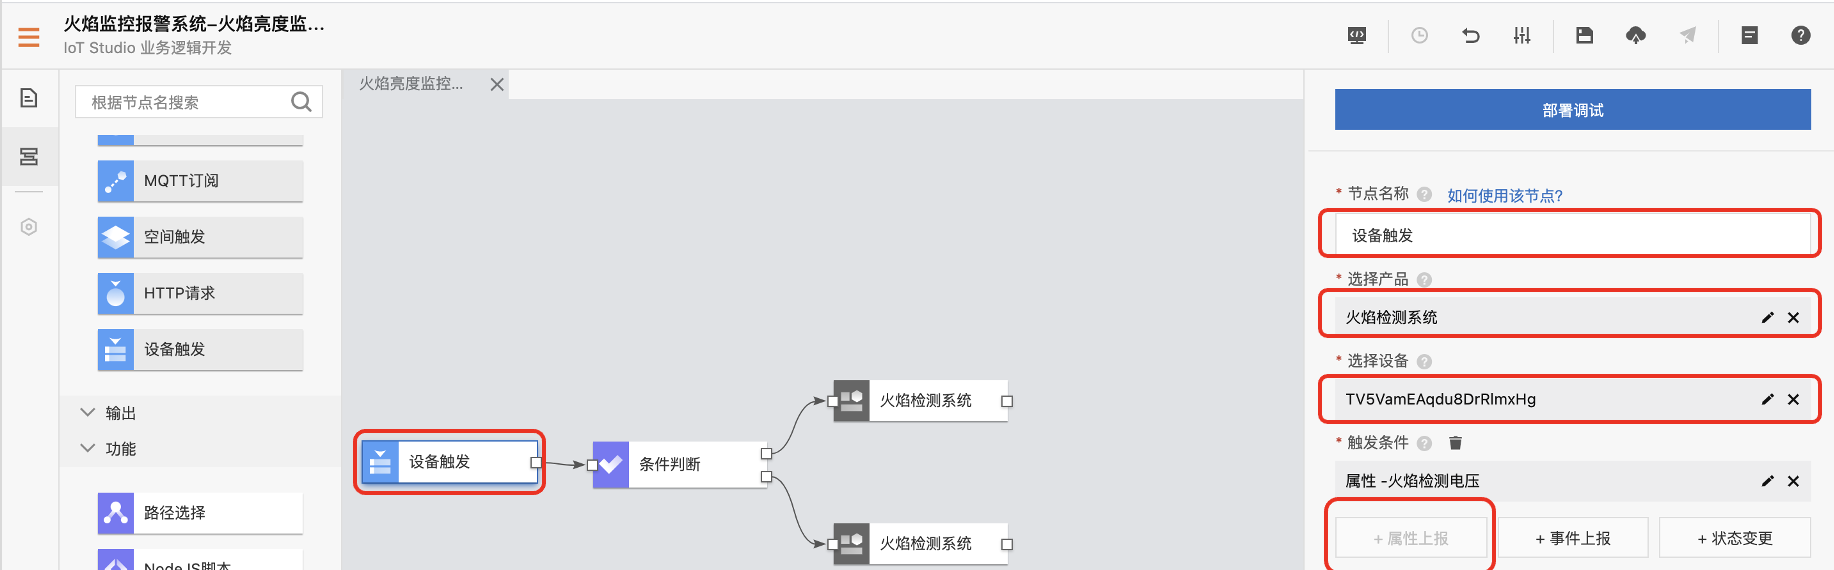 火焰监控报警系统–火焰亮度监...
IoT Studio 业务逻辑开发
根据节点名搜索
MQTT订阅
空间触发
HTTP请求
设备触发
输出
功能
路径选择
NodeJS脚本
火焰亮度监控...
设备触发
条件判断
火焰检测系统
火焰检测系统
部署调试
* 节点名称 ? 如何使用该节点?
设备触发
* 选择产品 ?
火焰检测系统
* 选择设备 ?
TV5VamEAqdu8DrRlmxHg
* 触发条件 ?
属性 -火焰检测电压
+ 属性上报
+ 事件上报
+ 状态变更